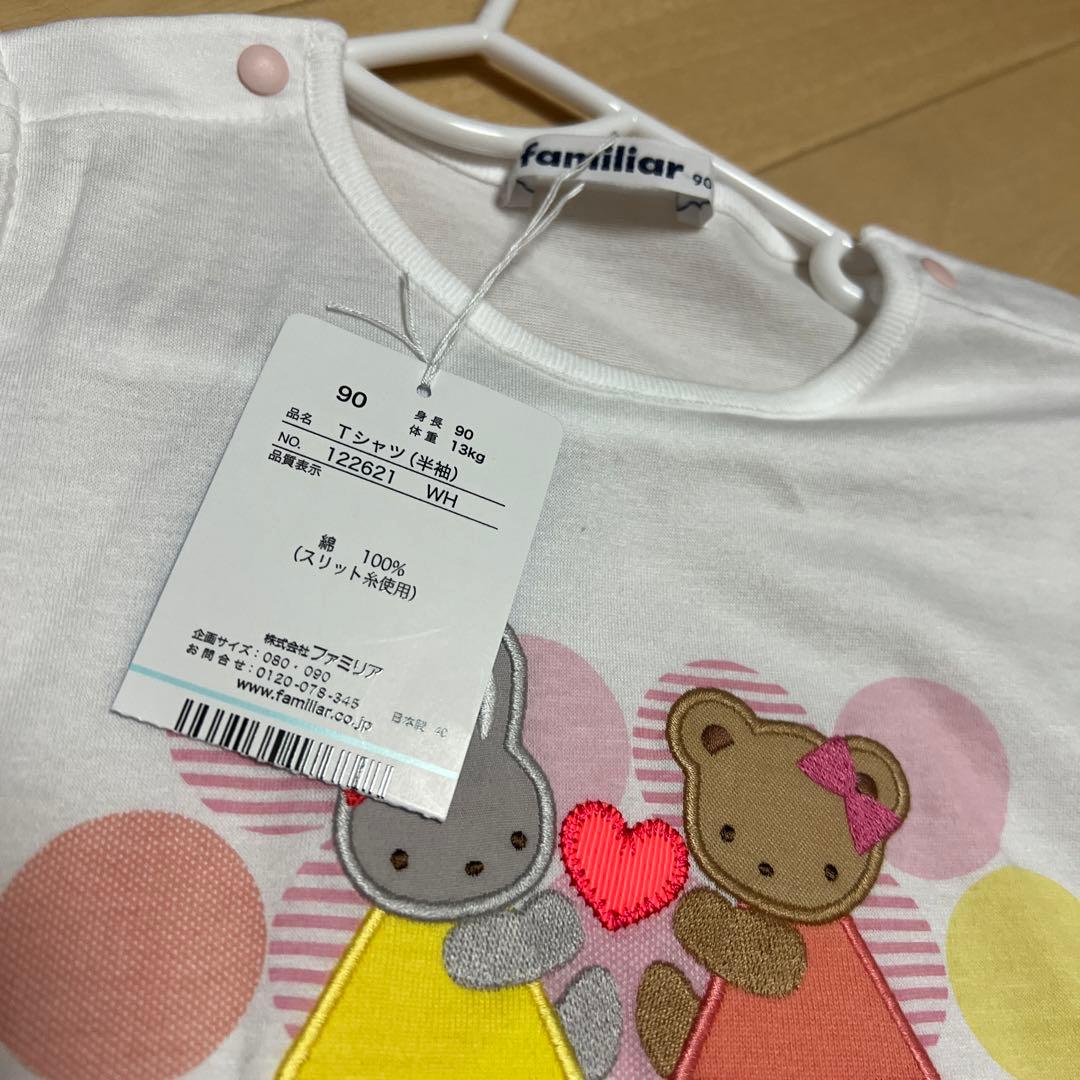 familiar 90
90
身長 90
体重 13kg
品名 Tシャツ(半袖)
NO. 122621 WH
品質表示
綿 100%
(スリット糸使用)
株式会社ファミリア
企画サイズ:080・090
お問合せ:0120-078-345
www.familiar.co.jp
日本製 4C